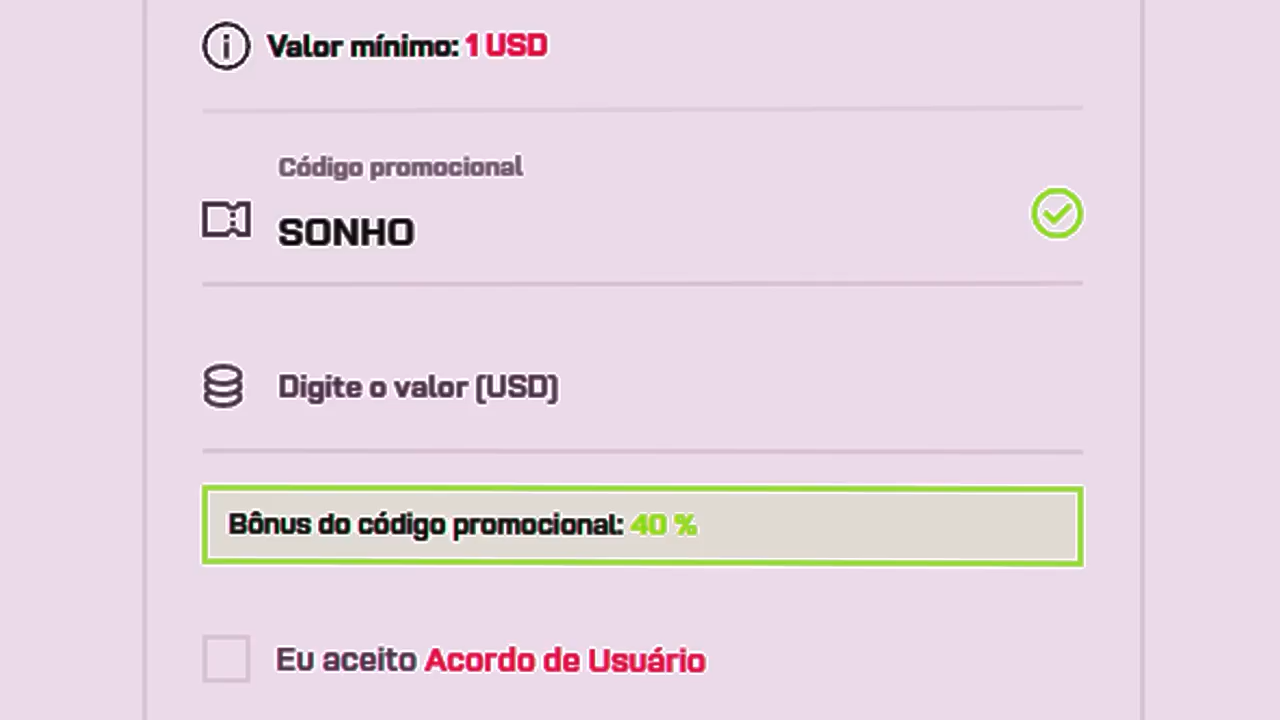 Valor mínimo: 1 USD
Código promocional
SONHO
Digite o valor (USD)
Bônus do código promocional: 40 %
Eu aceito Acordo de Usuário